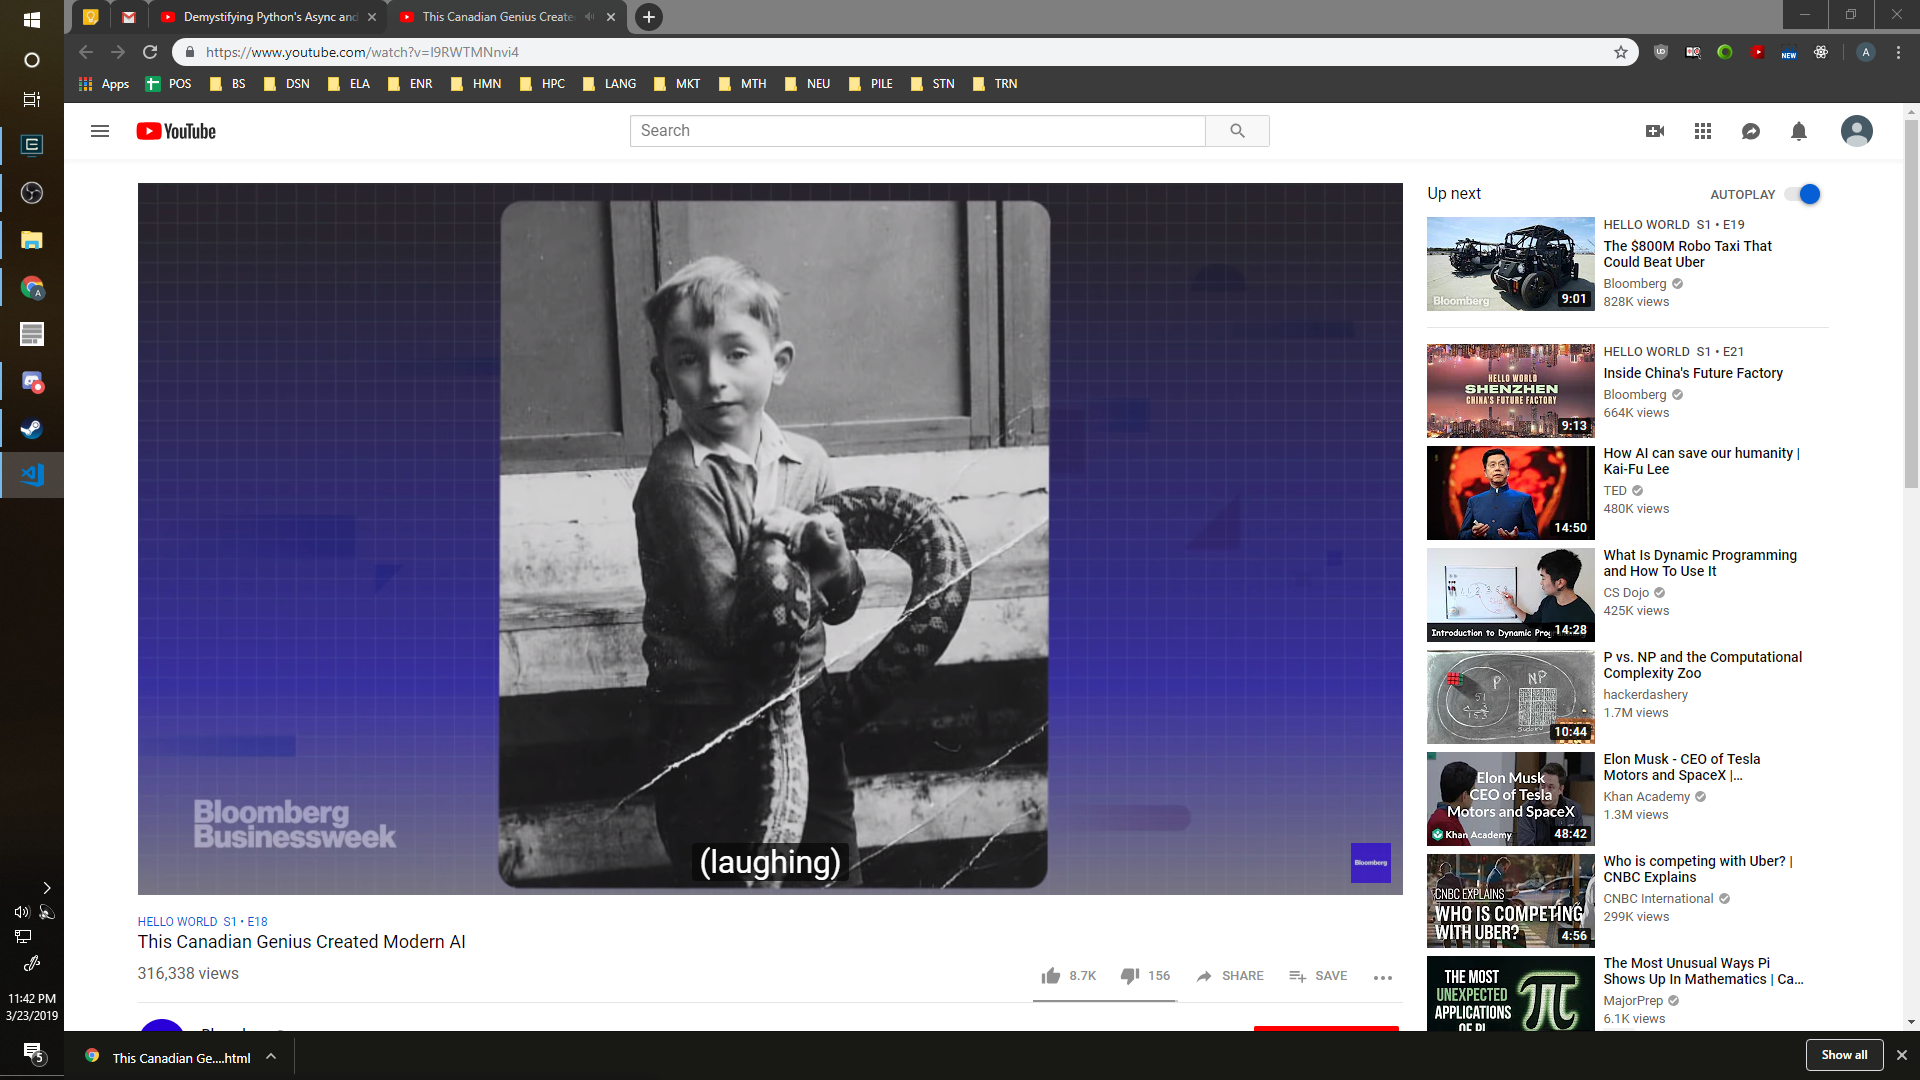 Demystifying Python's Async and
This Canadian Genius Create
https://www.youtube.com/watch?v=I9RWTMNnvi4
A
Apps
POS
BS
DSN
ELA
ENR
HMN
HPC
LANG
MKT
MTH
NEU
PILE
STN
TRN
YouTube
Search
Bloomberg
Businessweek
(laughing)
Bloomberg
HELLO WORLD S1 • E18
This Canadian Genius Created Modern AI
316,338 views
8.7K
156
SHARE
SAVE
Up next
AUTOPLAY
Bloomberg
9:01
HELLO WORLD S1 • E19
The $800M Robo Taxi That
Could Beat Uber
Bloomberg
828K views
HELLO WORLD
SHENZHEN
CHINA'S FUTURE FACTORY
9:13
HELLO WORLD S1 • E21
Inside China's Future Factory
Bloomberg
664K views
14:50
How AI can save our humanity |
Kai-Fu Lee
TED
480K views
Introduction to Dynamic Pro
14:28
What Is Dynamic Programming
and How To Use It
CS Dojo
425K views
P
NP
51
153
Sudoku
10:44
P vs. NP and the Computational
Complexity Zoo
hackerdashery
1.7M views
Elon Musk
CEO of Tesla
Motors and SpaceX
Khan Academy
48:42
Elon Musk - CEO of Tesla
Motors and SpaceX |...
Khan Academy
1.3M views
CNBC EXPLAINS
WHO IS COMPETING
WITH UBER?
4:56
Who is competing with Uber? |
CNBC Explains
CNBC International
299K views
THE MOST
UNEXPECTED
APPLICATIONS
OF PI
The Most Unusual Ways Pi
Shows Up In Mathematics | Ca...
MajorPrep
6.1K views
11:42 PM
3/23/2019
5
This Canadian Ge....html
Show all